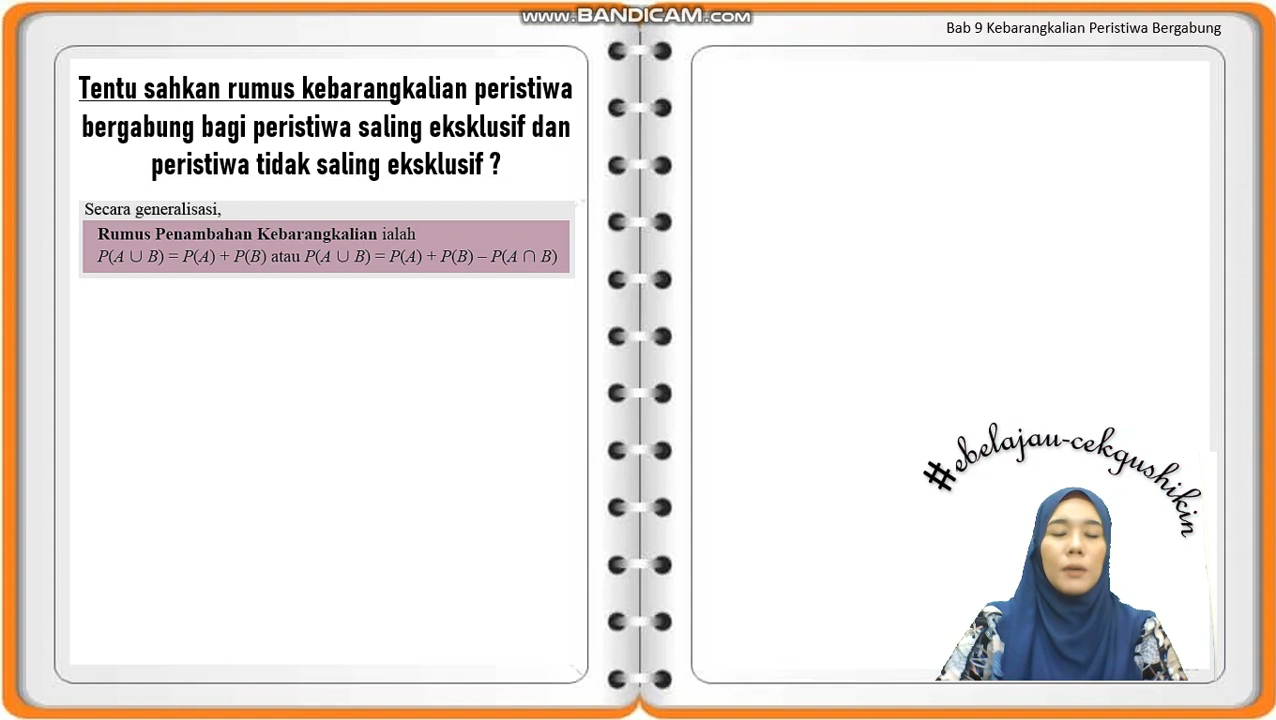 www.BANDICAM.com
Bab 9 Kebarangkalian Peristiwa Bergabung
Tentu sahkan rumus kebarangkalian peristiwa
bergabung bagi peristiwa saling eksklusif dan
peristiwa tidak saling eksklusif ?
Secara generalisasi,
Rumus Penambahan Kebarangkalian ialah
P(A ∪ B) = P(A) + P(B) atau P(A ∪ B) = P(A) + P(B) – P(A ∩ B)
#ebelajau-cekgushikin